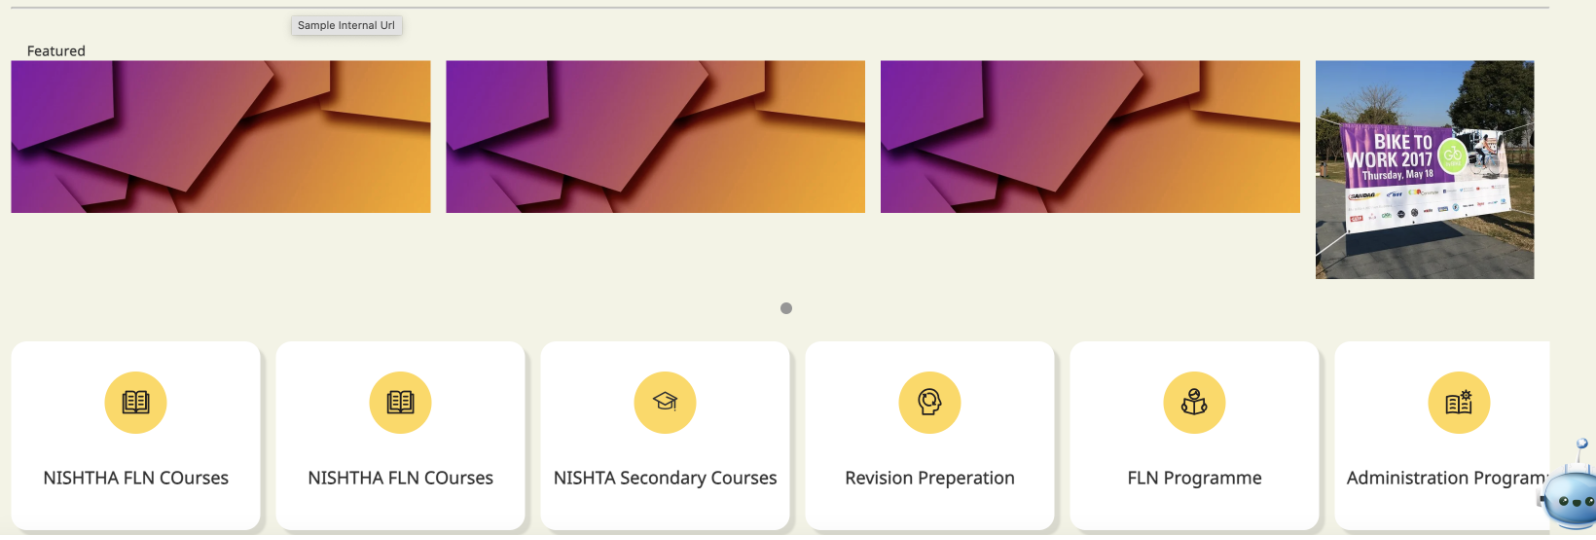 Sample Internal Url
Featured
BIKE TO
WORK 2017
Thursday, May 18
NISHTHA FLN COurses
NISHTHA FLN COurses
NISHTA Secondary Courses
Revision Preperation
FLN Programme
Administration Program